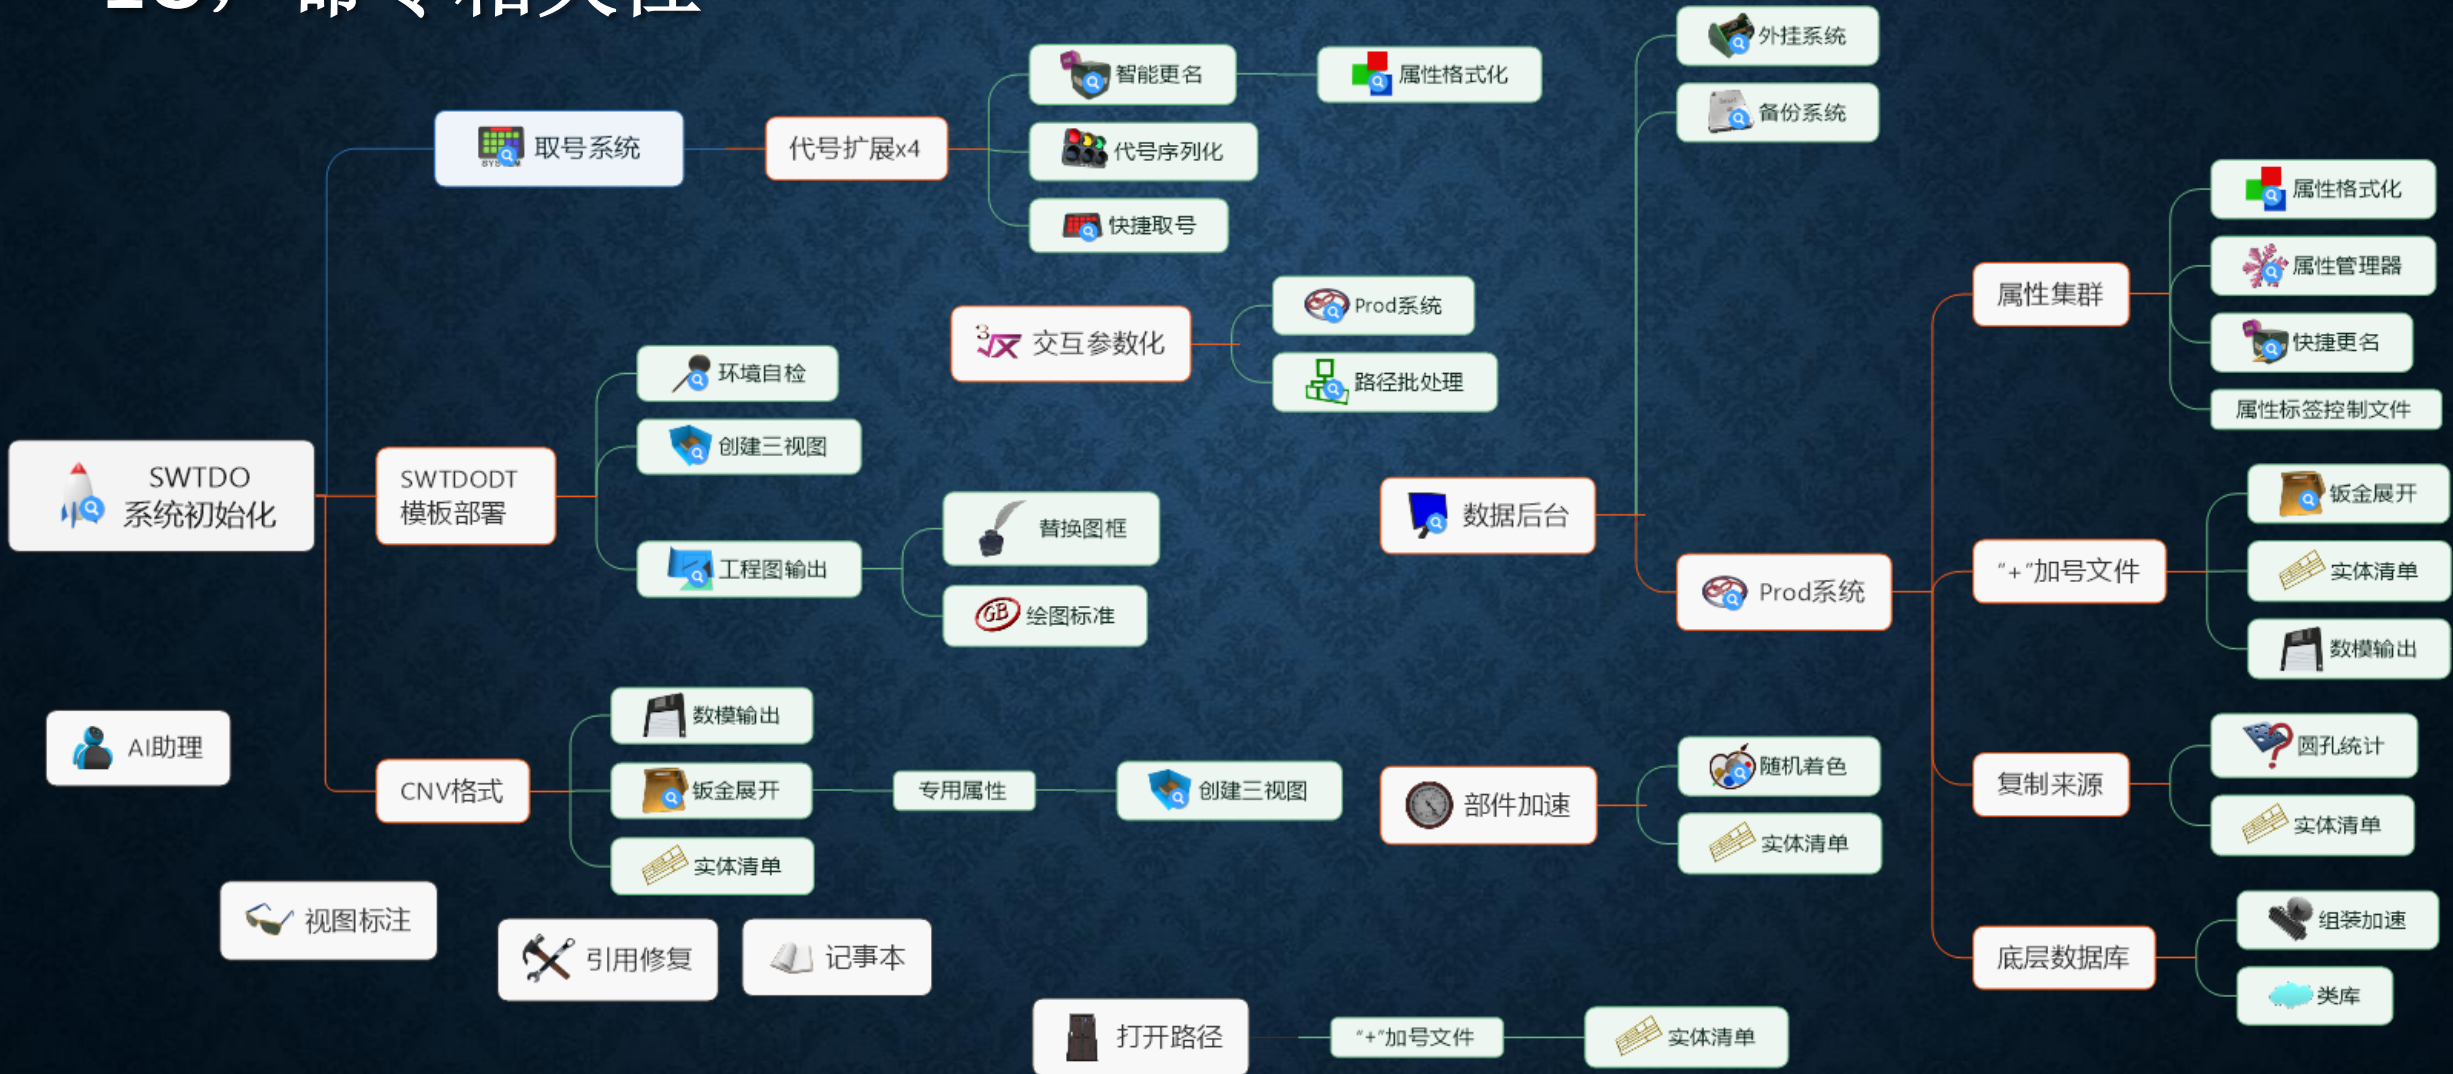 命令相关性
外挂系统
智能更名
属性格式化
备份系统
取号系统
代号扩展x4
代号序列化
快捷取号
属性格式化
属性管理器
属性集群
快捷更名
属性标签控制文件
交互参数化
Prod系统
路径批处理
环境自检
创建三视图
SWTDO
系统初始化
SWTDODT
模板部署
工程图输出
替换图框
绘图标准
数据后台
Prod系统
"+"加号文件
钣金展开
实体清单
数模输出
AI助理
CNV格式
数模输出
钣金展开
专用属性
创建三视图
实体清单
部件加速
随机着色
实体清单
复制来源
圆孔统计
实体清单
视图标注
引用修复
记事本
底层数据库
组装加速
类库
打开路径
"+"加号文件
实体清单
GB